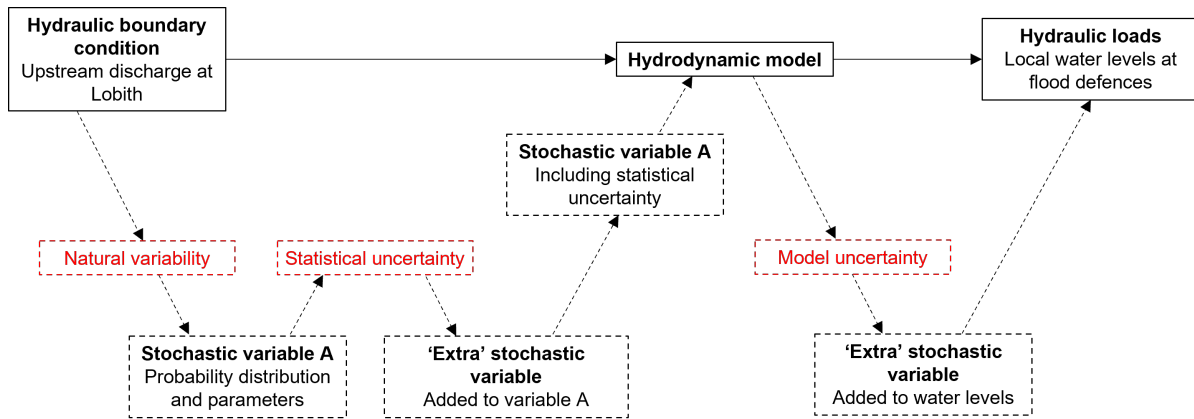 Hydraulic boundary
condition
Upstream discharge at
Lobith
Hydrodynamic model
Hydraulic loads
Local water levels at
flood defences
Stochastic variable A
Including statistical
uncertainty
Natural variability
Statistical uncertainty
Model uncertainty
Stochastic variable A
Probability distribution
and parameters
‘Extra’ stochastic
variable
Added to variable A
‘Extra’ stochastic
variable
Added to water levels